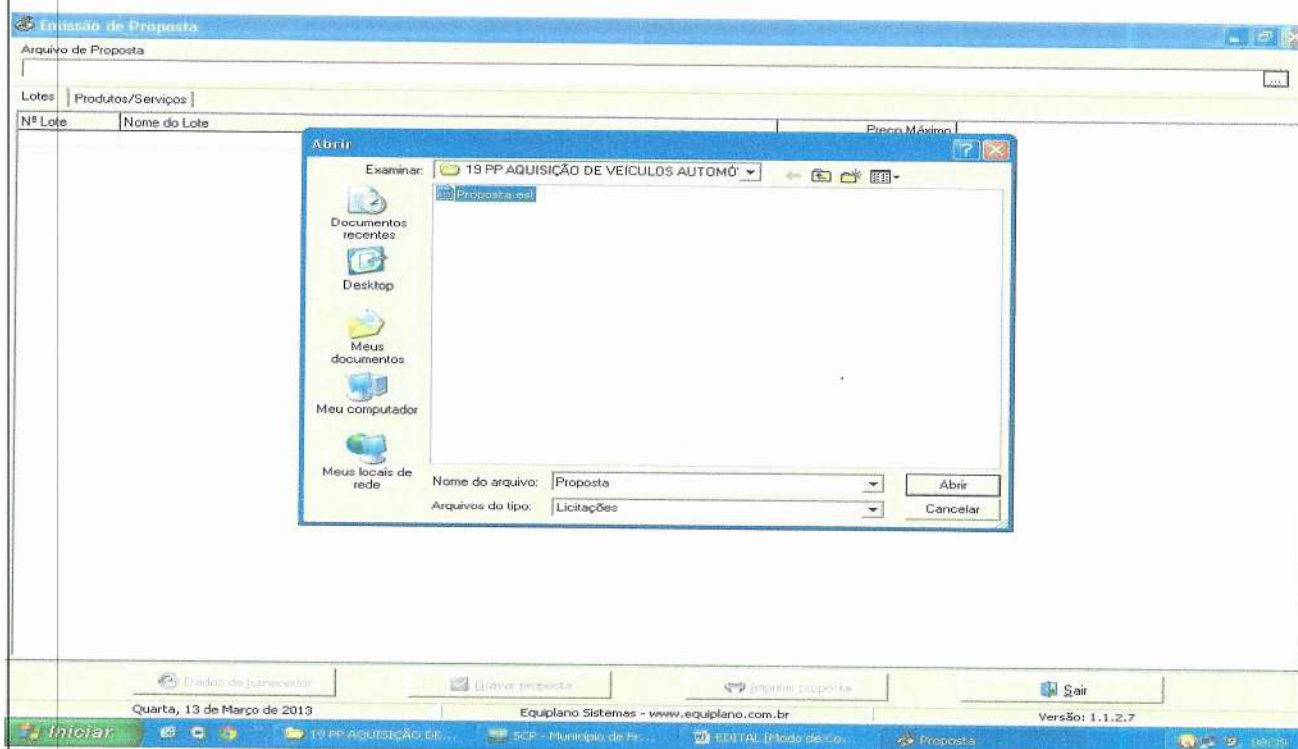 Emissão de Proposta
Arquivo de Proposta
...
Lotes Produtos/Serviços
Nº Lote Nome do Lote Preço Máximo
Abrir
Examinar: 19 PP AQUISIÇÃO DE VEÍCULOS AUTOMÓ
Proposta.esl
Documentos recentes
Desktop
Meus documentos
Meu computador
Meus locais de rede
Nome do arquivo: Proposta Abrir
Arquivos do tipo: Licitações Cancelar
Dados do fornecedor Gravar proposta Imprimir proposta Sair
Quarta, 13 de Março de 2013 Equiplano Sistemas - www.equiplano.com.br Versão: 1.1.2.7
Iniciar 19 PP AQUISIÇÃO DE... SCP - Município de Pr... EDITAL [Modo de Co... Proposta 09:39